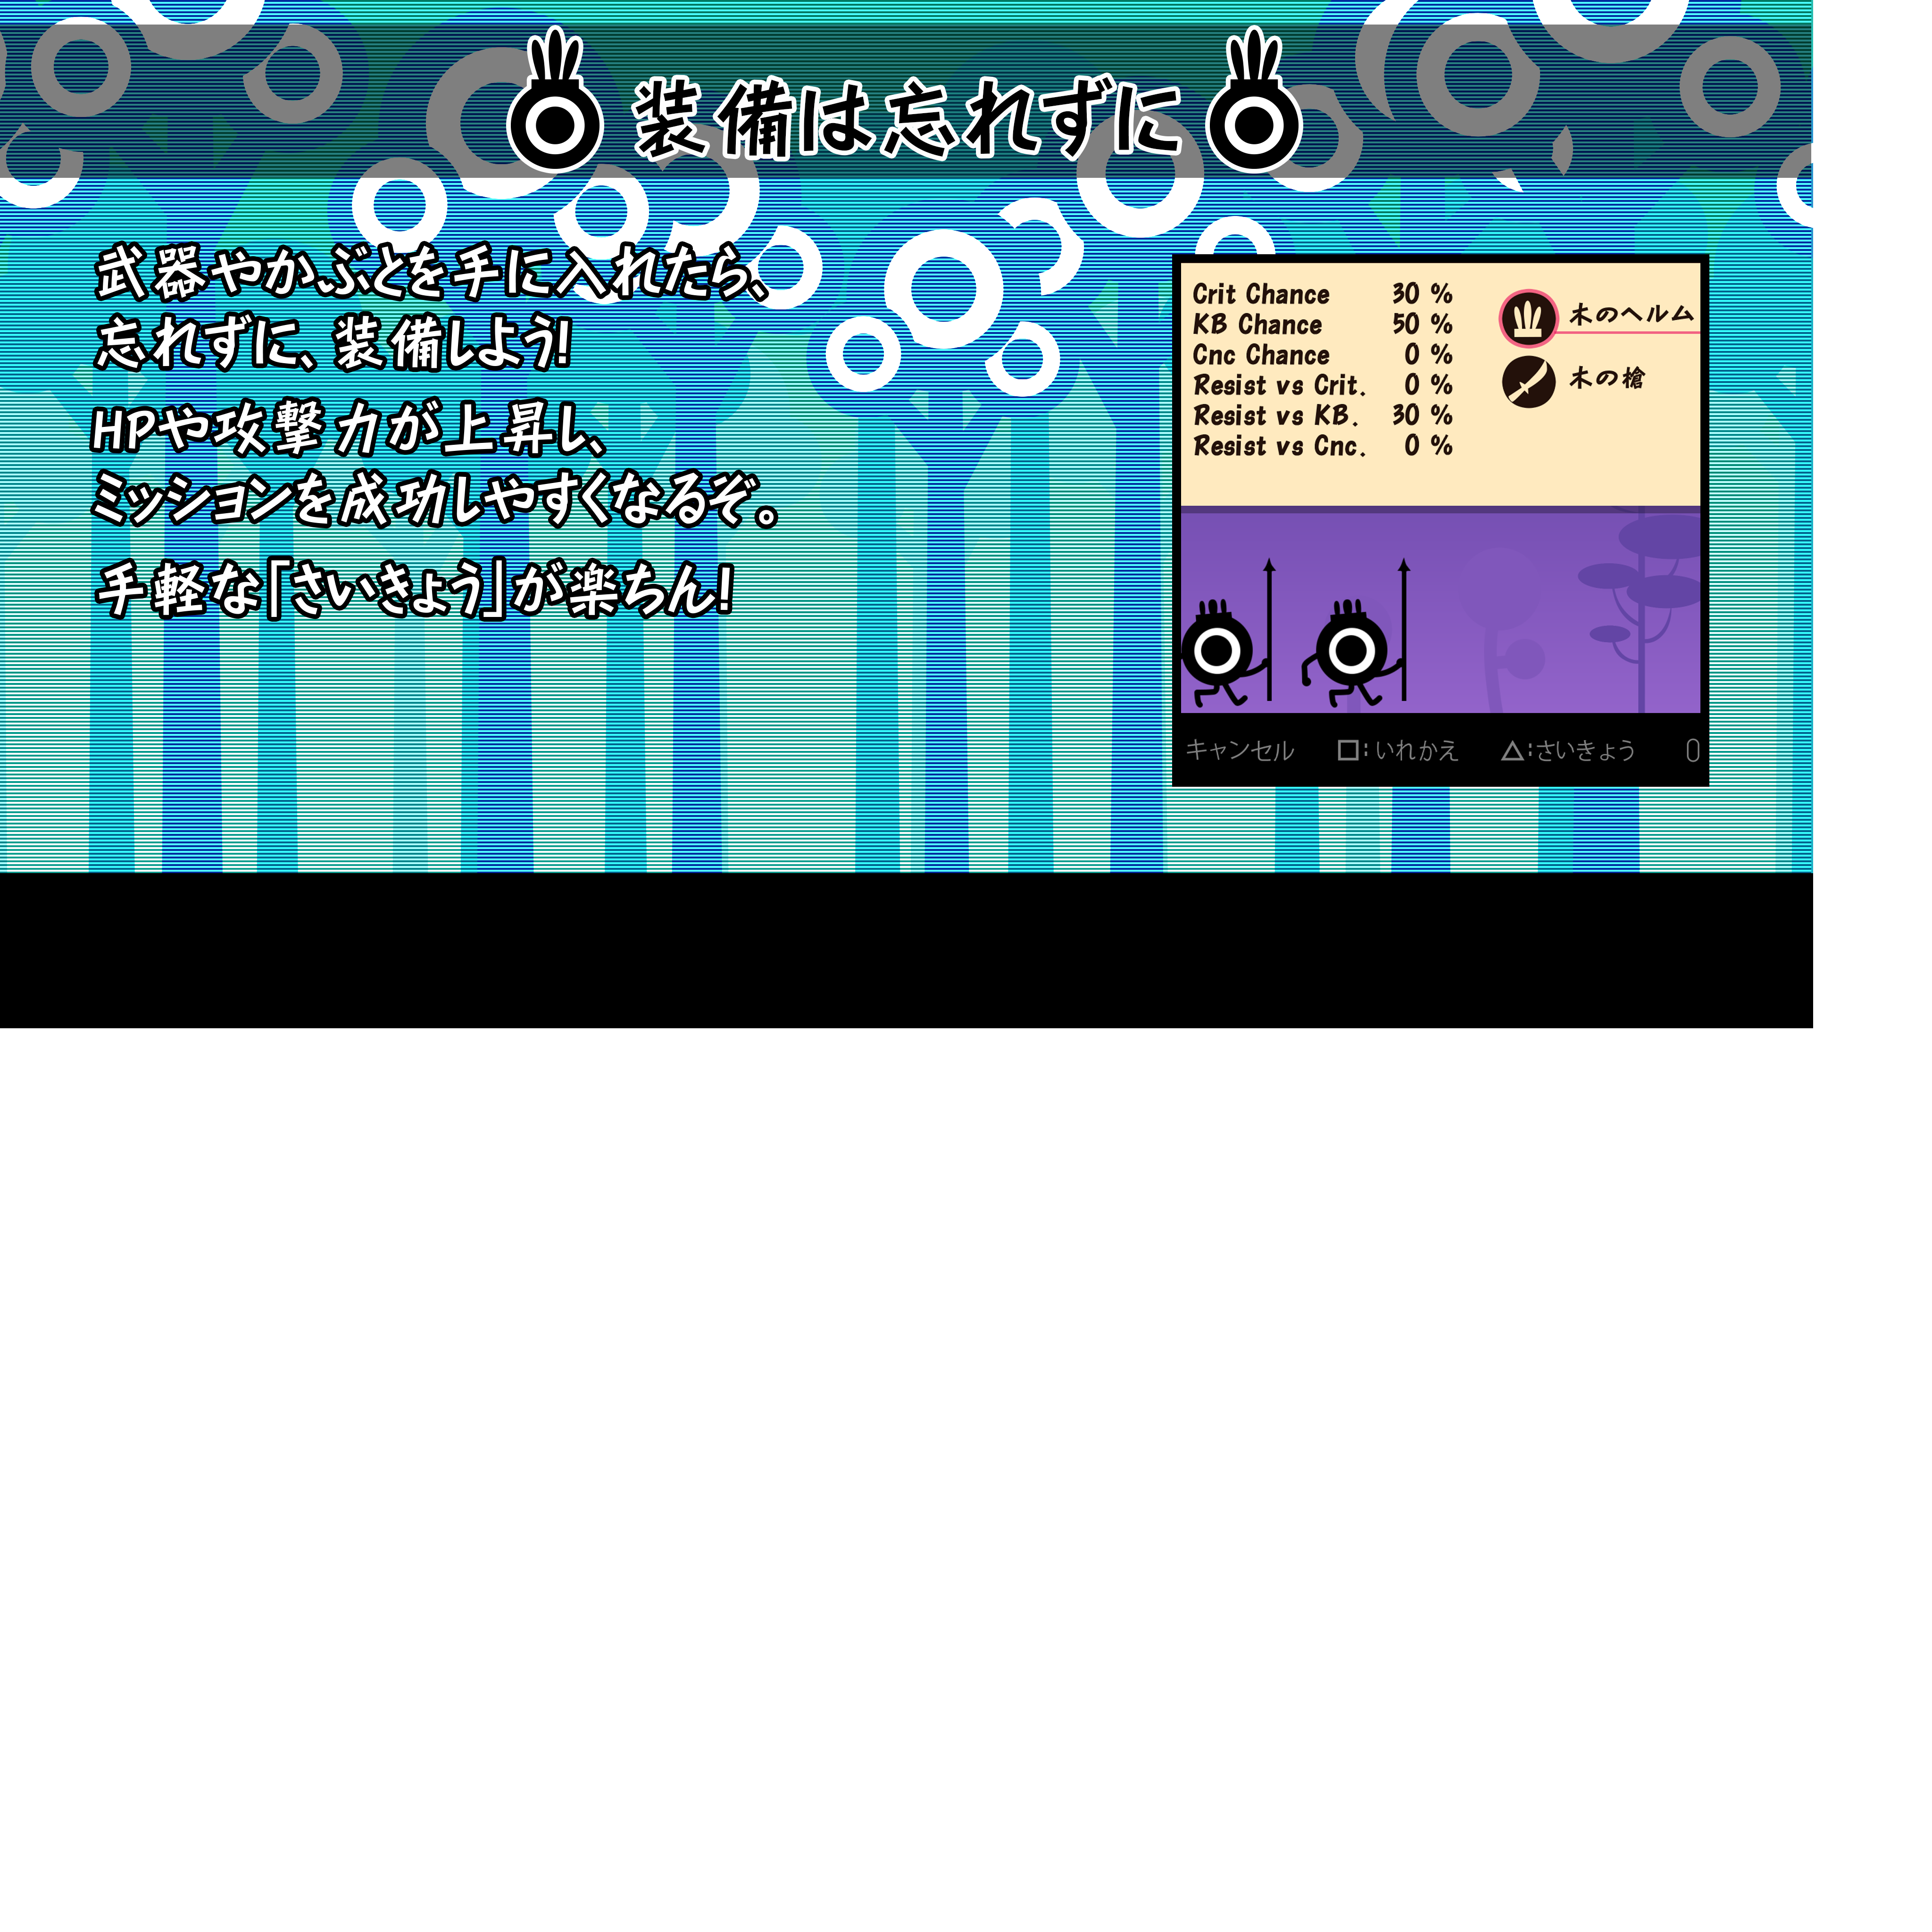 装備は忘れずに
武器やかぶとを手に入れたら、
忘れずに、装備しよう!
HPや攻撃力が上昇し、
ミッションを成功しやすくなるぞ。
手軽な「さいきょう」が楽ちん!
Crit Chance 30 %
KB Chance 50 %
Cnc Chance 0 %
Resist vs Crit. 0 %
Resist vs KB. 30 %
Resist vs Cnc. 0 %
木のヘルム
木の槍
キャンセル □:いれかえ △:さいきょう